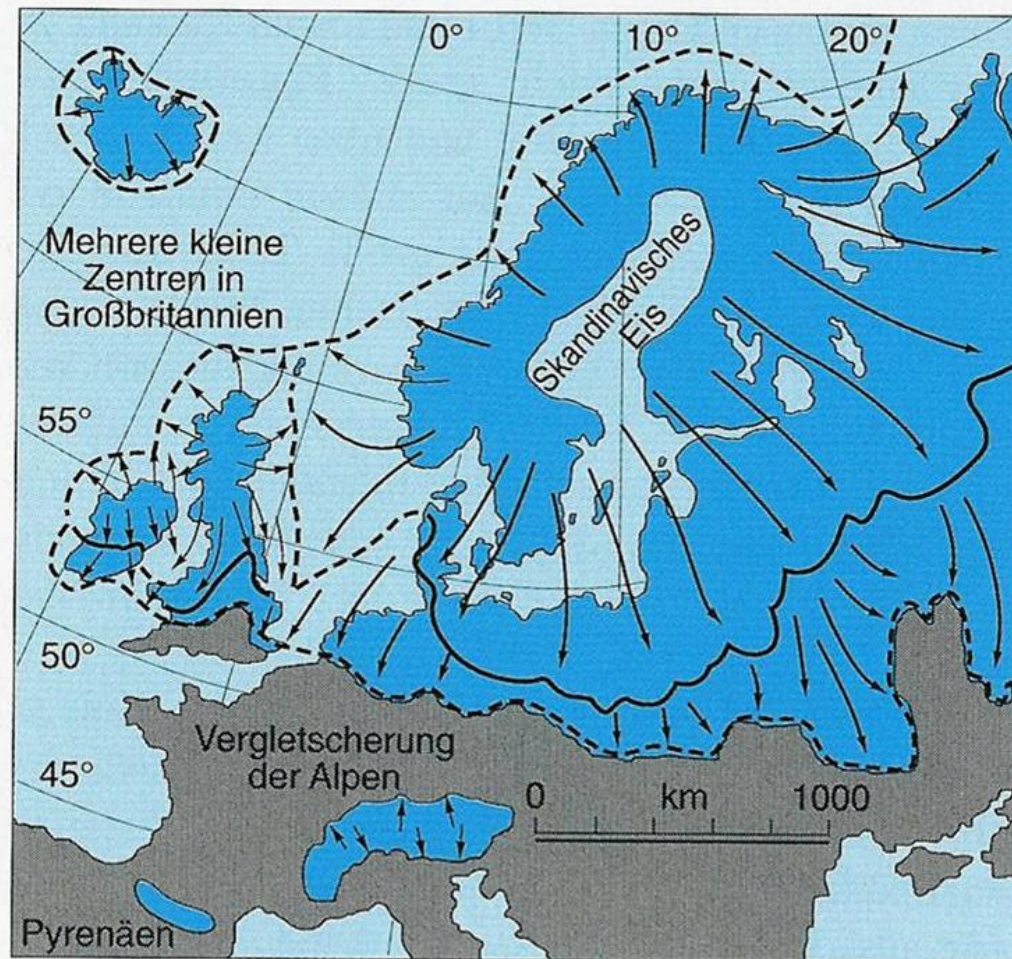 0°
10°
20°
Mehrere kleine
Zentren in
Großbritannien
Skandinavisches
Eis
55°
50°
45°
Vergletscherung
der Alpen
0 km 1000
Pyrenäen